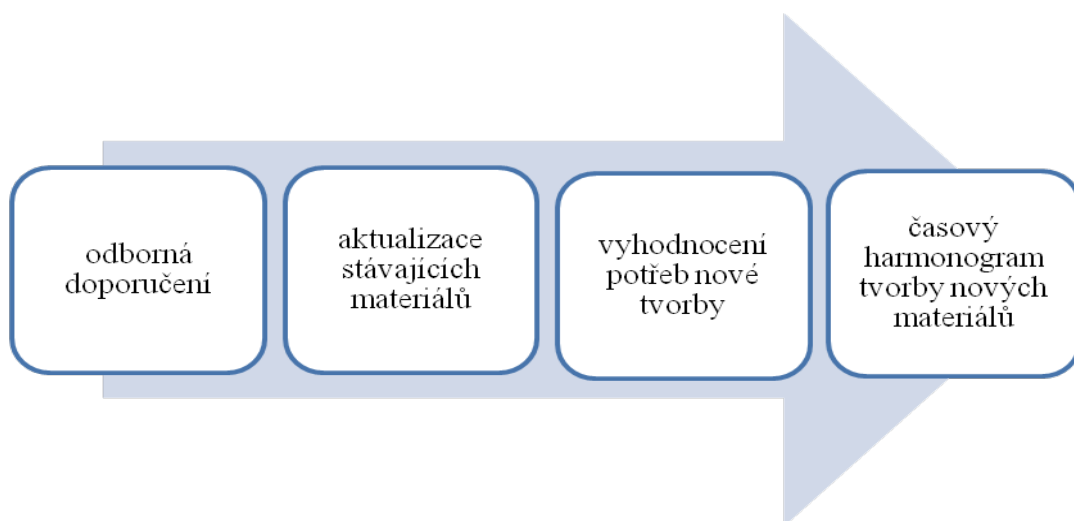 odborná
doporučení
aktualizace
stávajících
materiálů
vyhodnocení
potřeb nové
tvorby
časový
harmonogram
tvorby nových
materiálů